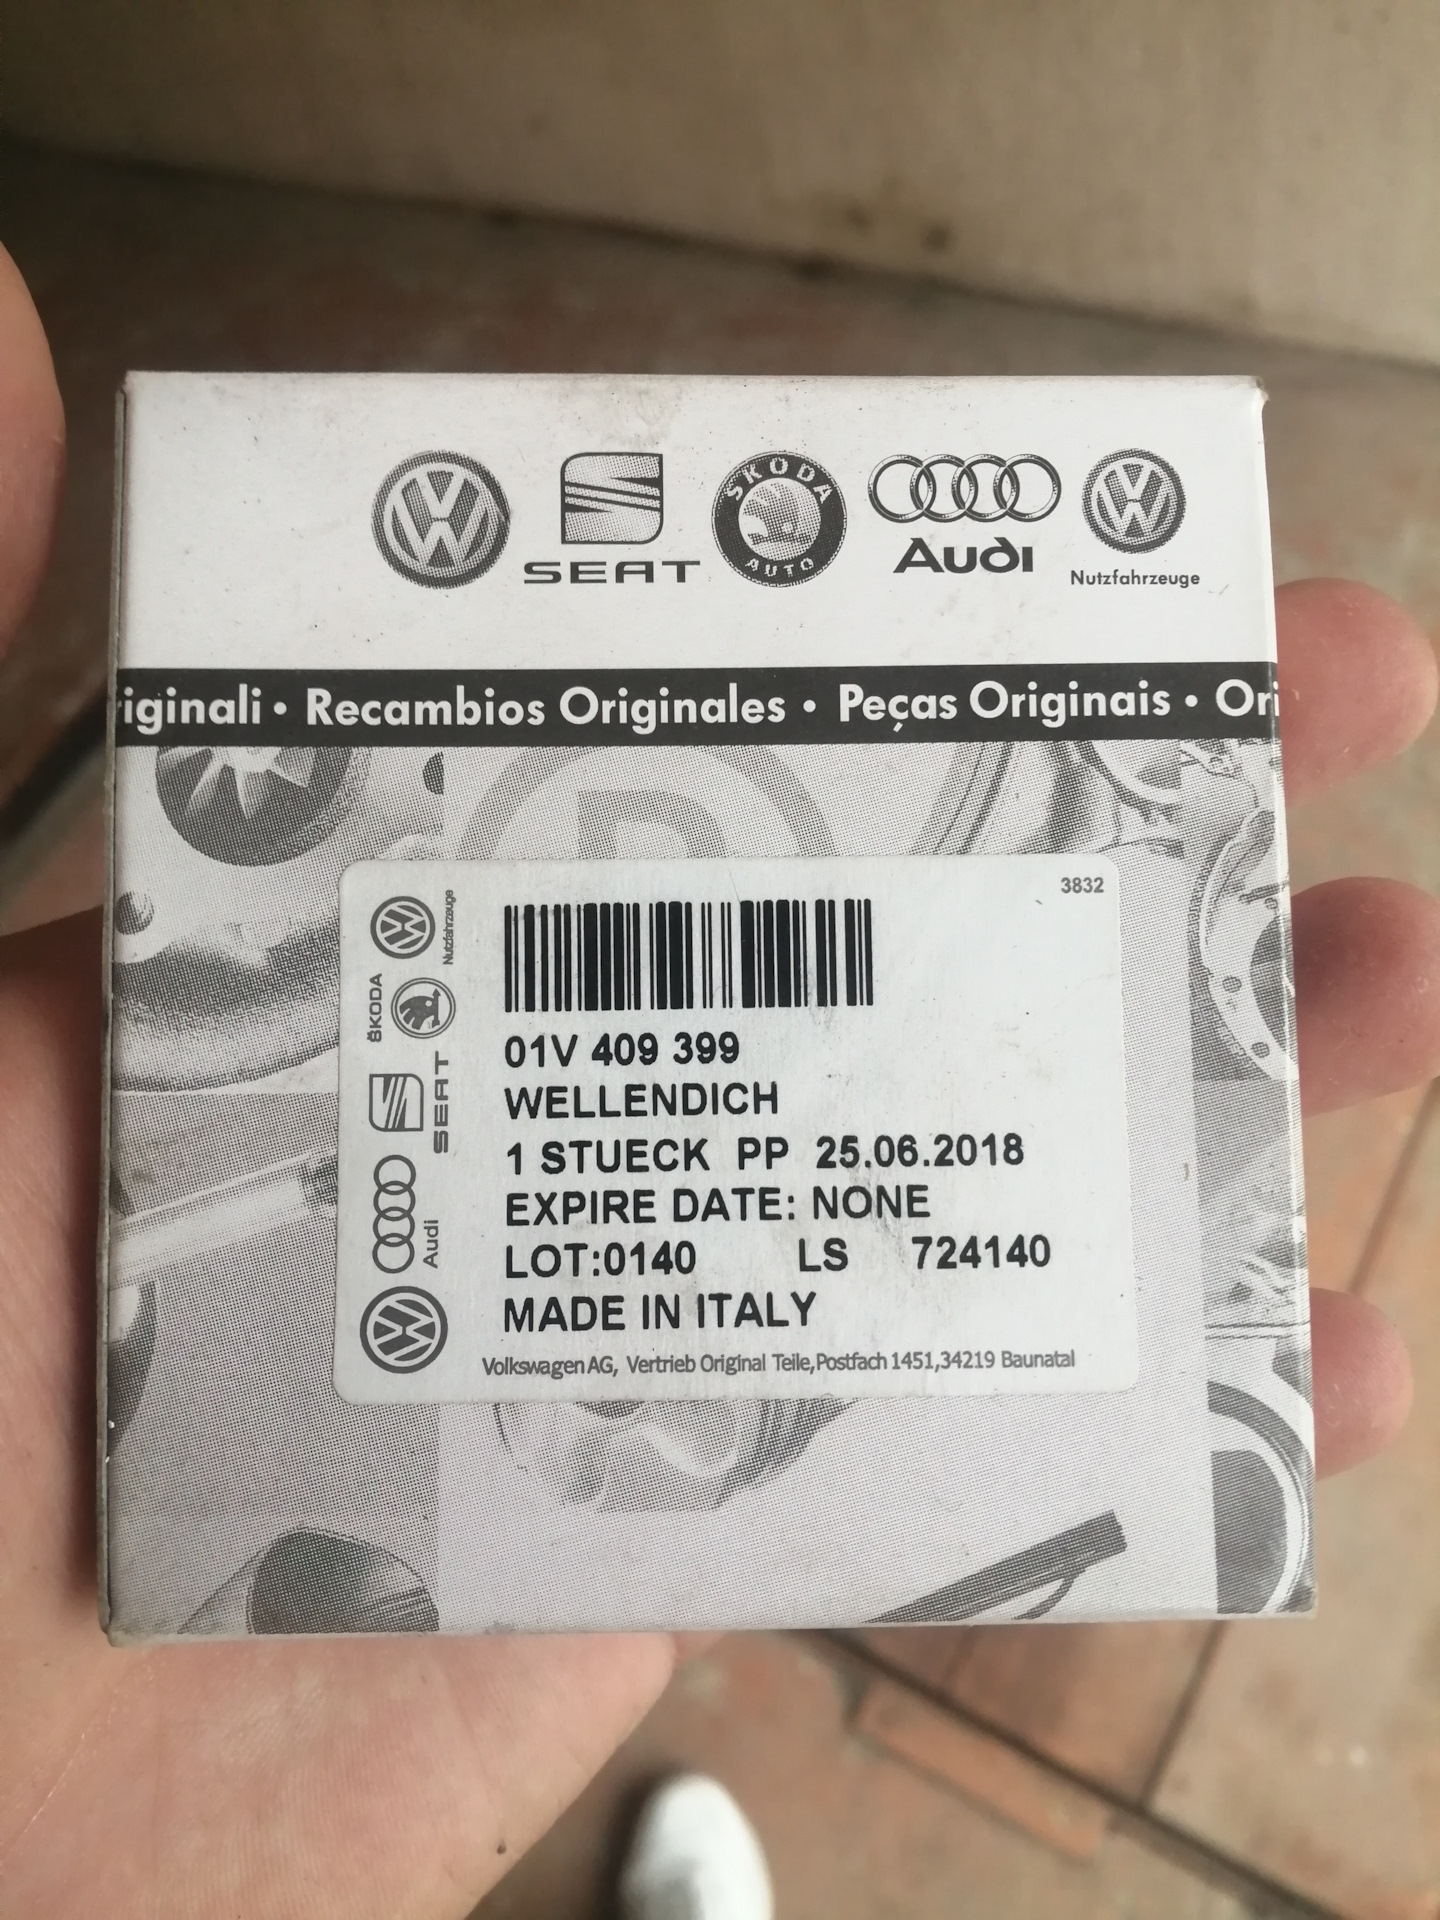 SEAT
ŠKODA
AUTO
Audi
Nutzfahrzeuge
iginali • Recambios Originales • Peças Originais • Ori
3832
Nutzfahrzeuge
ŠKODA
SEAT
Audi
01V 409 399
WELLENDICH
1 STUECK PP 25.06.2018
EXPIRE DATE: NONE
LOT:0140 LS 724140
MADE IN ITALY
Volkswagen AG, Vertrieb Original Teile, Postfach 1451,34219 Baunatal